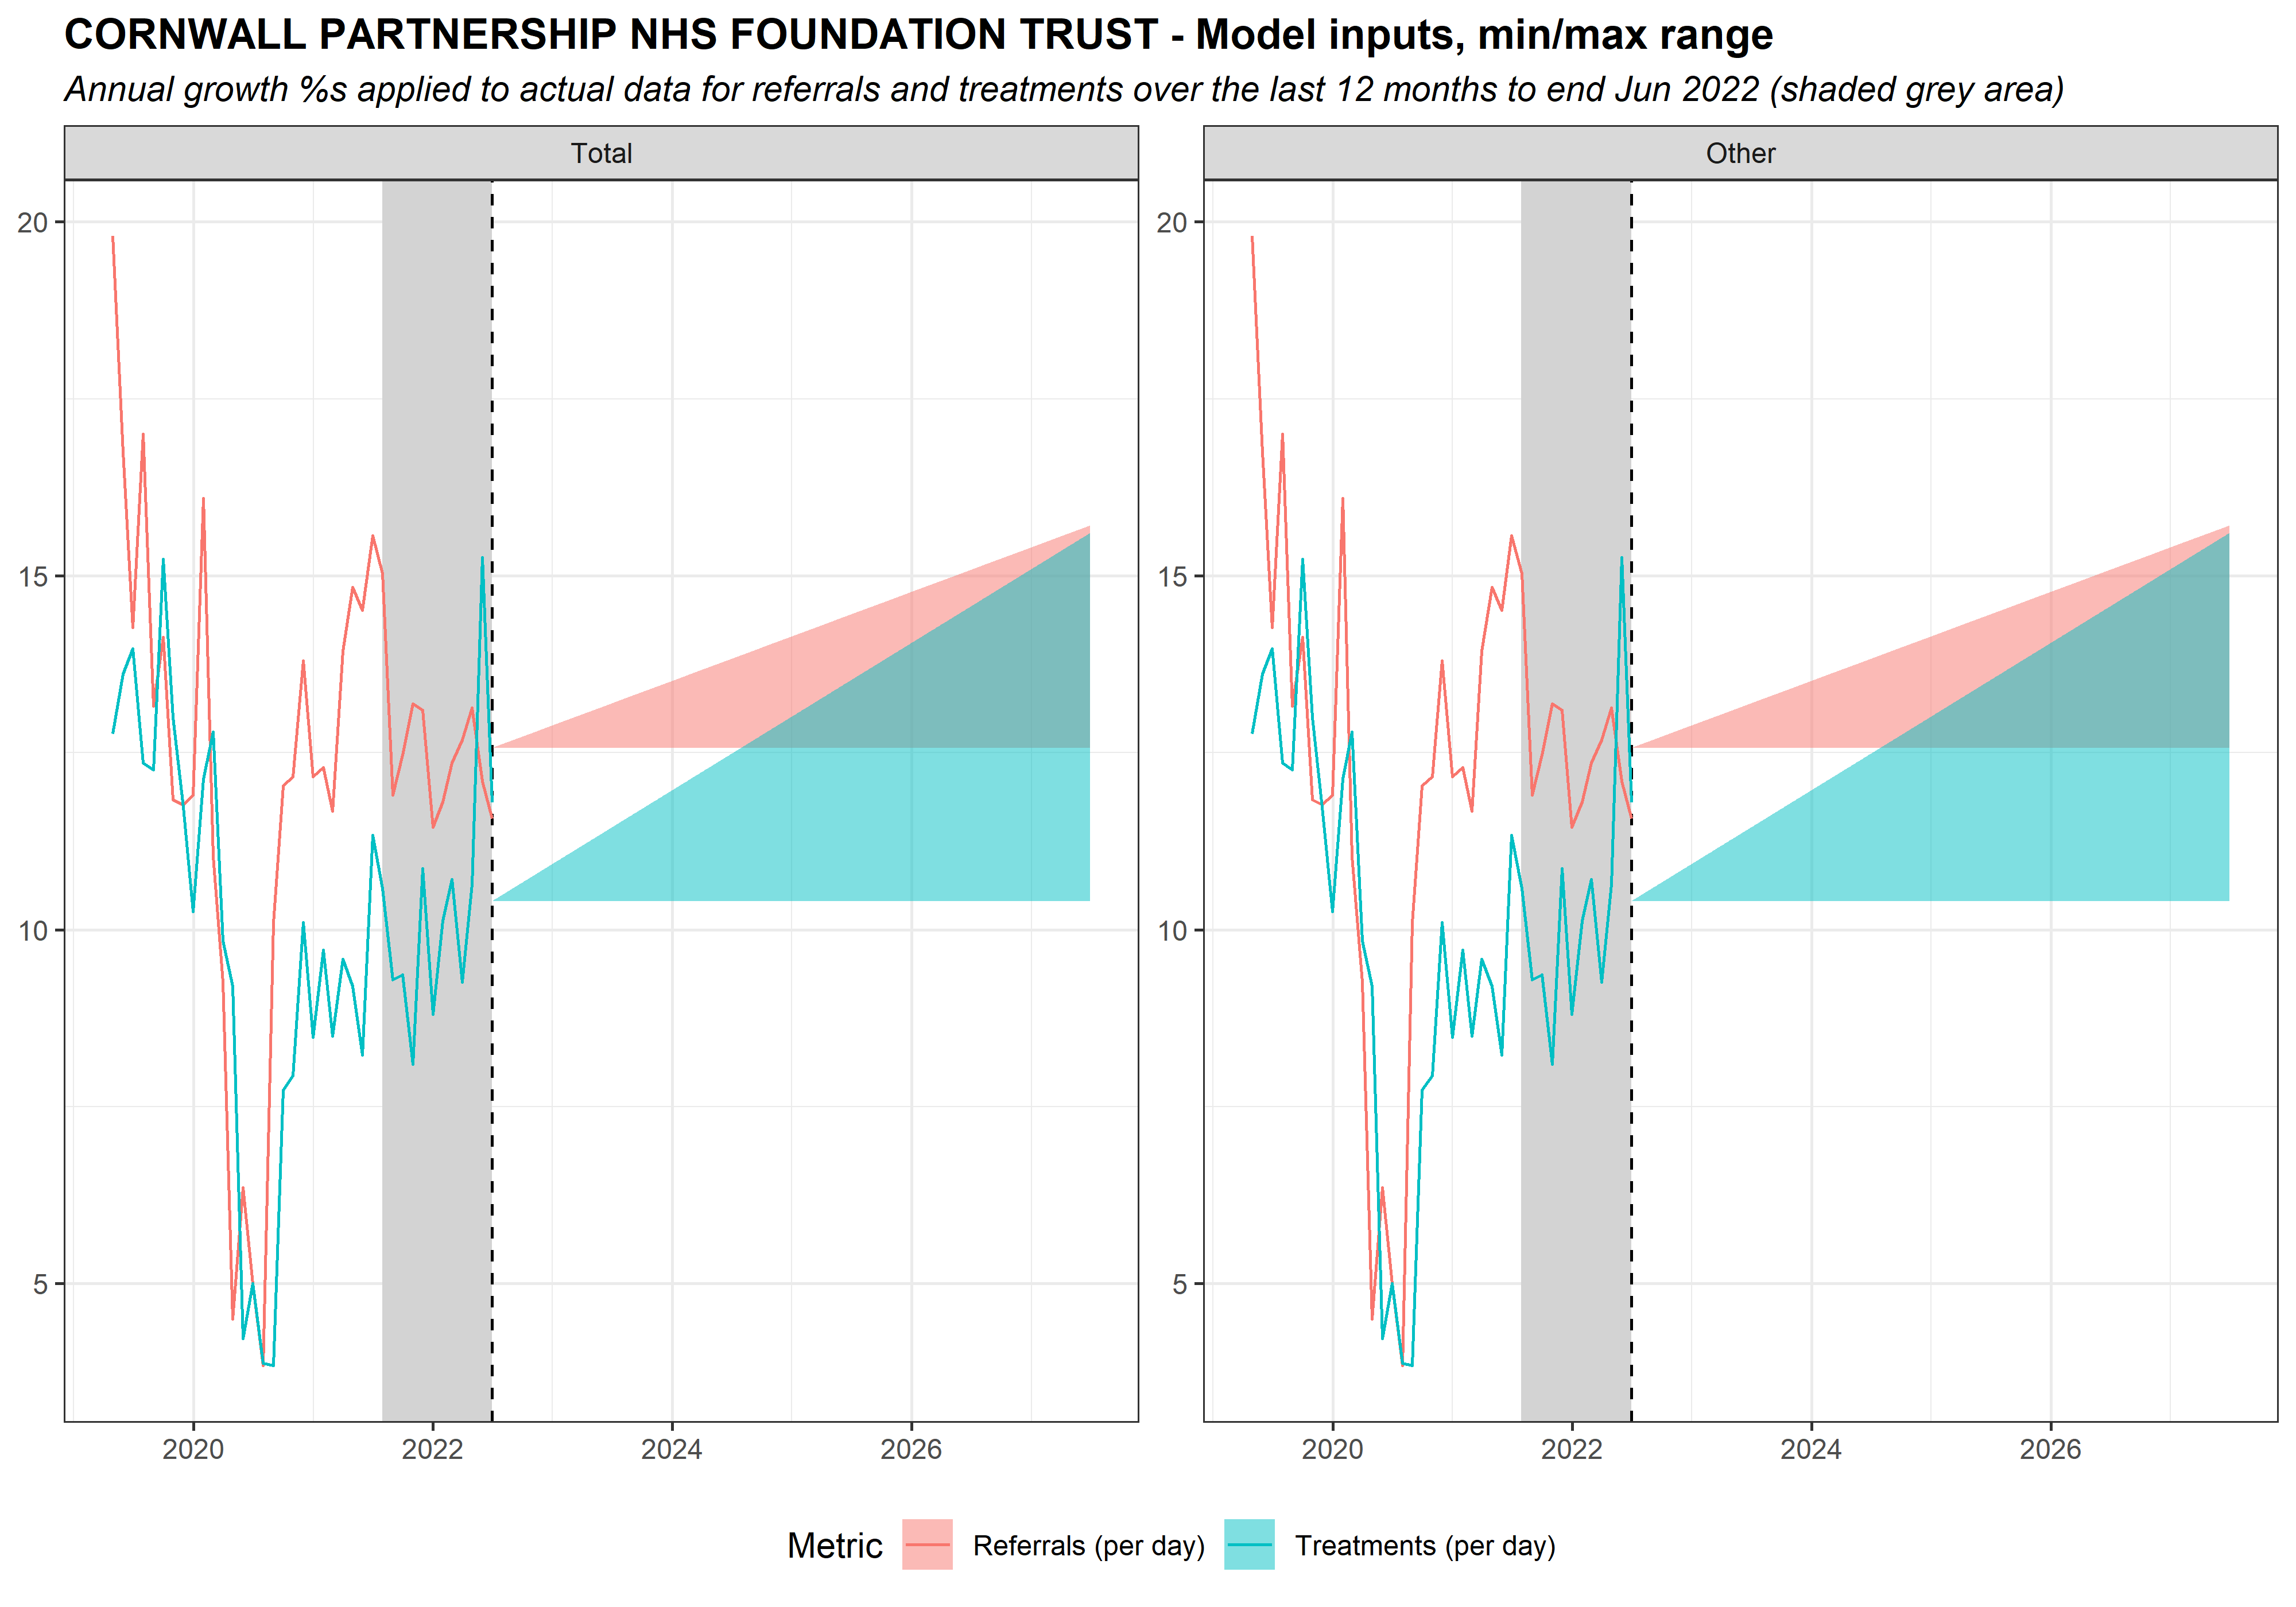 CORNWALL PARTNERSHIP NHS FOUNDATION TRUST - Model inputs, min/max range
Annual growth %s applied to actual data for referrals and treatments over the last 12 months to end Jun 2022 (shaded grey area)
Total
Other
20
15
10
5
20
15
10
5
2020
2022
2024
2026
2020
2022
2024
2026
Metric
Referrals (per day)
Treatments (per day)